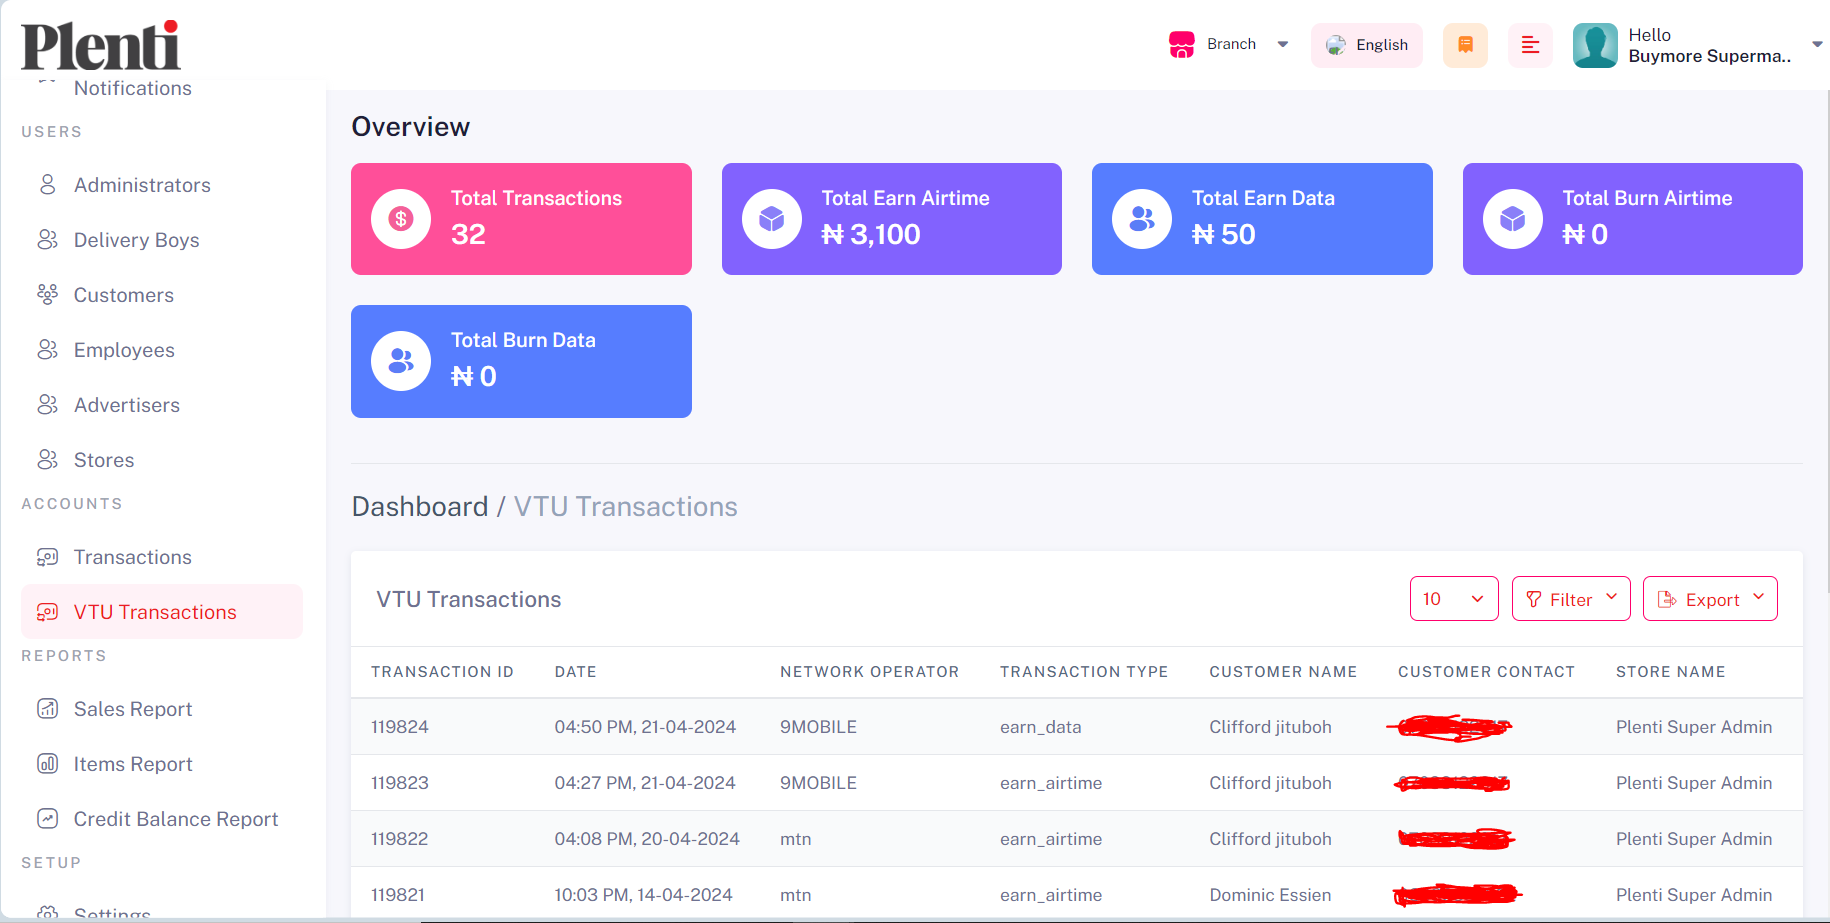 Plenti
Branch
English
Hello
Buymore Superma..
Notifications
USERS
Administrators
Delivery Boys
Customers
Employees
Advertisers
Stores
ACCOUNTS
Transactions
VTU Transactions
REPORTS
Sales Report
Items Report
Credit Balance Report
SETUP
Settings
Overview
Total Transactions
32
Total Earn Airtime
₦ 3,100
Total Earn Data
₦ 50
Total Burn Airtime
₦ 0
Total Burn Data
₦ 0
Dashboard / VTU Transactions
VTU Transactions
10 Filter Export
TRANSACTION ID DATE NETWORK OPERATOR TRANSACTION TYPE CUSTOMER NAME CUSTOMER CONTACT STORE NAME
119824 04:50 PM, 21-04-2024 9MOBILE earn_data Clifford jituboh Plenti Super Admin
119823 04:27 PM, 21-04-2024 9MOBILE earn_airtime Clifford jituboh Plenti Super Admin
119822 04:08 PM, 20-04-2024 mtn earn_airtime Clifford jituboh Plenti Super Admin
119821 10:03 PM, 14-04-2024 mtn earn_airtime Dominic Essien Plenti Super Admin